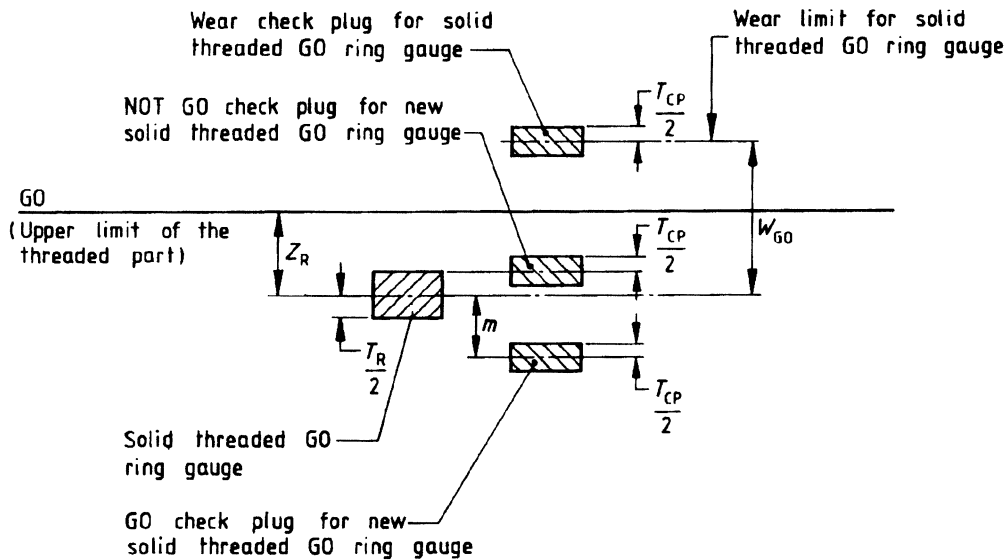 Wear check plug for solid
threaded GO ring gauge
Wear limit for solid
threaded GO ring gauge
NOT GO check plug for new
solid threaded GO ring gauge
T_CP
2
GO
(Upper limit of the
threaded part)
Z_R
T_CP
2
W_GO
m
T_R
2
T_CP
2
Solid threaded GO
ring gauge
GO check plug for new
solid threaded GO ring gauge